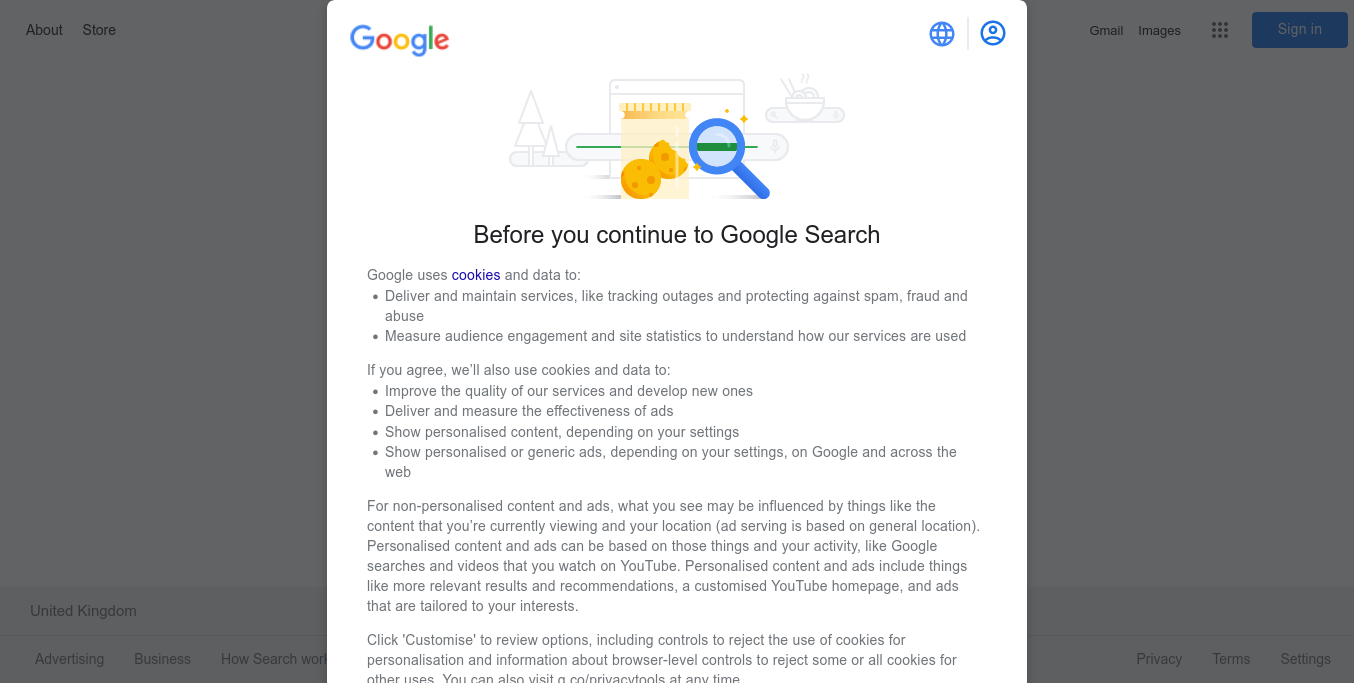 About Store
Gmail Images
Sign in
Google
Before you continue to Google Search
Google uses cookies and data to:
Deliver and maintain services, like tracking outages and protecting against spam, fraud and
abuse
Measure audience engagement and site statistics to understand how our services are used
If you agree, we’ll also use cookies and data to:
Improve the quality of our services and develop new ones
Deliver and measure the effectiveness of ads
Show personalised content, depending on your settings
Show personalised or generic ads, depending on your settings, on Google and across the
web
For non-personalised content and ads, what you see may be influenced by things like the
content that you’re currently viewing and your location (ad serving is based on general location).
Personalised content and ads can be based on those things and your activity, like Google
searches and videos that you watch on YouTube. Personalised content and ads include things
like more relevant results and recommendations, a customised YouTube homepage, and ads
that are tailored to your interests.
Click 'Customise' to review options, including controls to reject the use of cookies for
personalisation and information about browser-level controls to reject some or all cookies for
other uses. You can also visit g.co/privacytools at any time.
United Kingdom
Advertising Business How Search work
Privacy Terms Settings